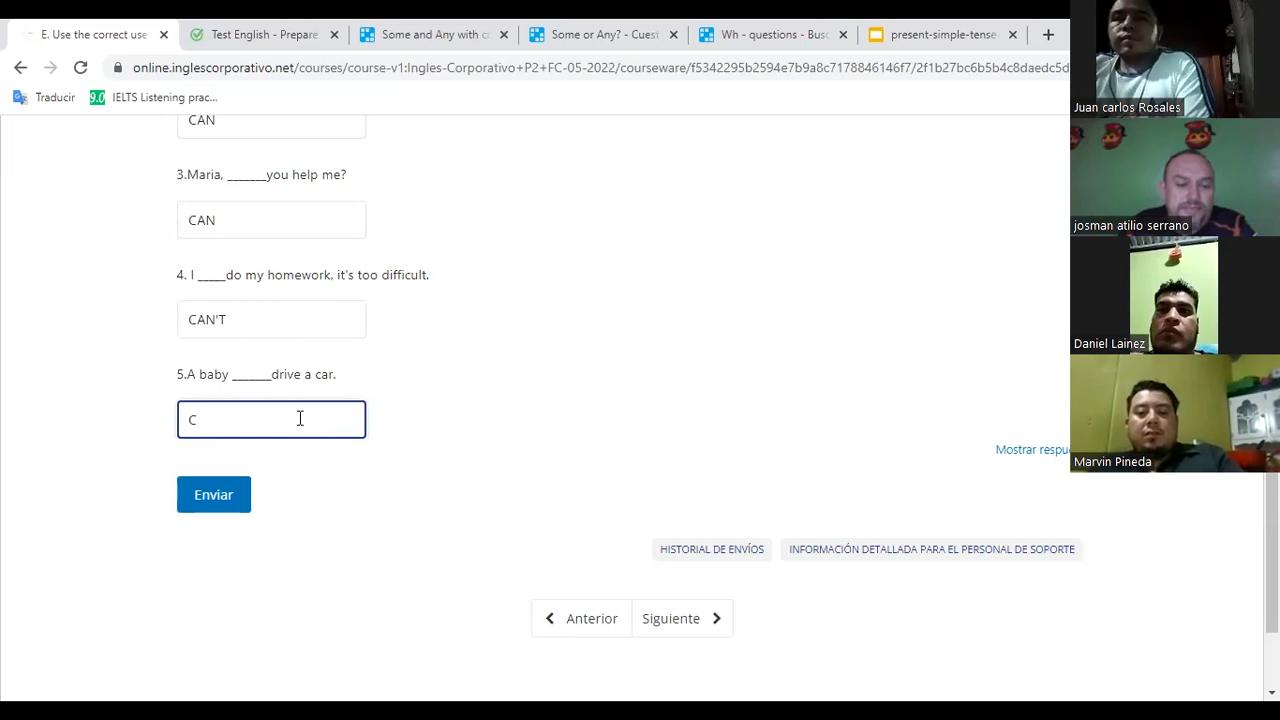 E. Use the correct use
Test English - Prepare
Some and Any with c
Some or Any? - Cuest
Wh - questions - Busc
present-simple-tense
online.inglescorporativo.net/courses/course-v1:Ingles-Corporativo+P2+FC-05-2022/courseware/f5342295b2594e7b9a8c7178846146f7/2f1b27bc6b5b4c8daedc5d
Traducir
9.0 IELTS Listening prac...
CAN
3.Maria, _______you help me?
CAN
4. I _____do my homework, it's too difficult.
CAN'T
5.A baby _______drive a car.
C
Mostrar respu
Enviar
HISTORIAL DE ENVÍOS
INFORMACIÓN DETALLADA PARA EL PERSONAL DE SOPORTE
Anterior
Siguiente
Juan carlos Rosales
josman atilio serrano
Daniel Lainez
Marvin Pineda